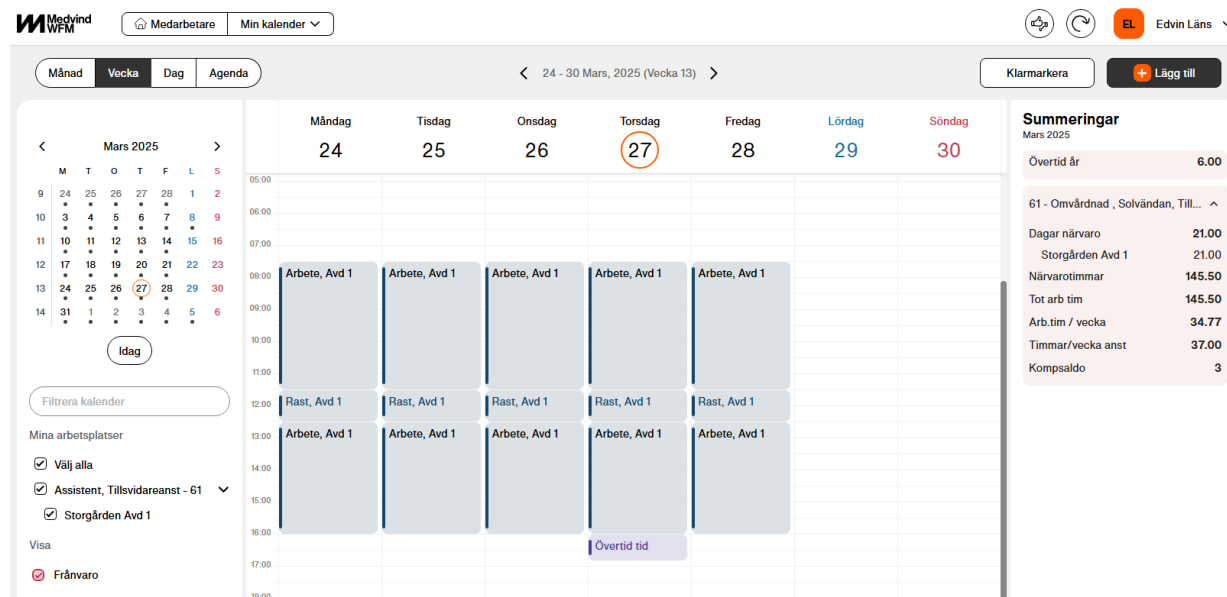 Medvind WFM
Medarbetare
Min kalender
EL
Edvin Läns
Månad
Vecka
Dag
Agenda
24 - 30 Mars, 2025 (Vecka 13)
Klarmarkera
Lägg till
Mars 2025
M T O T F L S
9 24 25 26 27 28 1 2
10 3 4 5 6 7 8 9
11 10 11 12 13 14 15 16
12 17 18 19 20 21 22 23
13 24 25 26 27 28 29 30
14 31 1 2 3 4 5 6
Idag
Filtrera kalender
Mina arbetsplatser
Välj alla
Assistent, Tillsvidareanst - 61
Storgården Avd 1
Visa
Frånvaro
Måndag Tisdag Onsdag Torsdag Fredag Lördag Söndag
24 25 26 27 28 29 30
05:00
06:00
07:00
08:00
Arbete, Avd 1 Arbete, Avd 1 Arbete, Avd 1 Arbete, Avd 1 Arbete, Avd 1
09:00
10:00
11:00
12:00
Rast, Avd 1 Rast, Avd 1 Rast, Avd 1 Rast, Avd 1 Rast, Avd 1
13:00
Arbete, Avd 1 Arbete, Avd 1 Arbete, Avd 1 Arbete, Avd 1 Arbete, Avd 1
14:00
15:00
16:00
Övertid tid
17:00
18:00
Summeringar
Mars 2025
Övertid år 6.00
61 - Omvårdnad , Solvändan, Till...
Dagar närvaro 21.00
Storgården Avd 1 21.00
Närvarotimmar 145.50
Tot arb tim 145.50
Arb.tim / vecka 34.77
Timmar/vecka anst 37.00
Kompsaldo 3